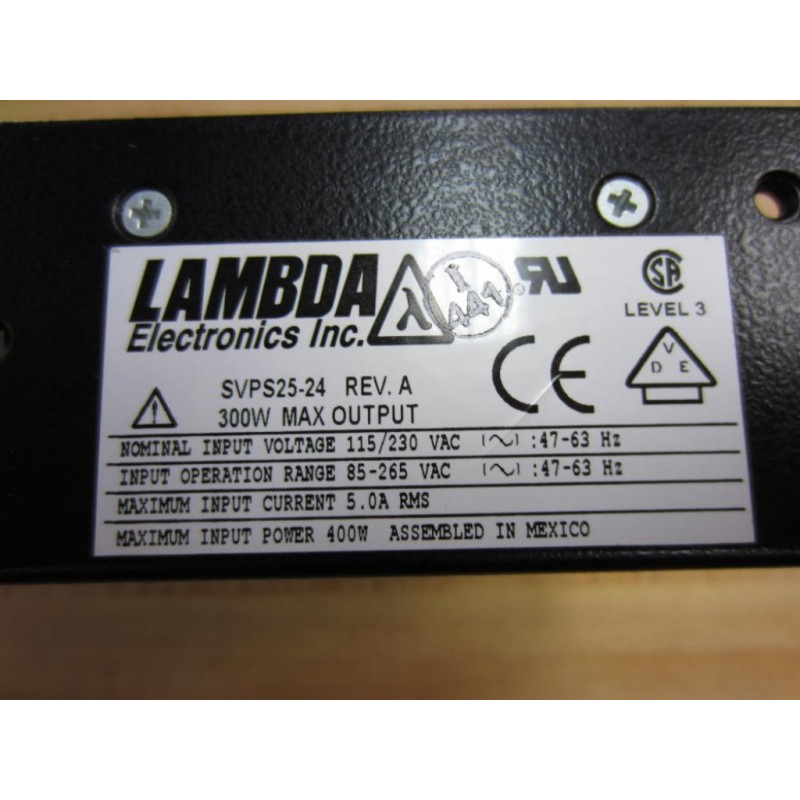 LAMBDA
Electronics Inc.
λ
I
441
RU
SA
LEVEL 3
CE
V
D E
SVPS25-24 REV. A
300W MAX OUTPUT
NOMINAL INPUT VOLTAGE 115/230 VAC (∿) :47-63 Hz
INPUT OPERATION RANGE 85-265 VAC (∿) :47-63 Hz
MAXIMUM INPUT CURRENT 5.0A RMS
MAXIMUM INPUT POWER 400W ASSEMBLED IN MEXICO